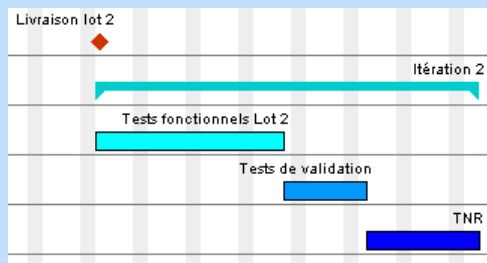 Livraison lot 2
Itération 2
Tests fonctionnels Lot 2
Tests de validation
TNR